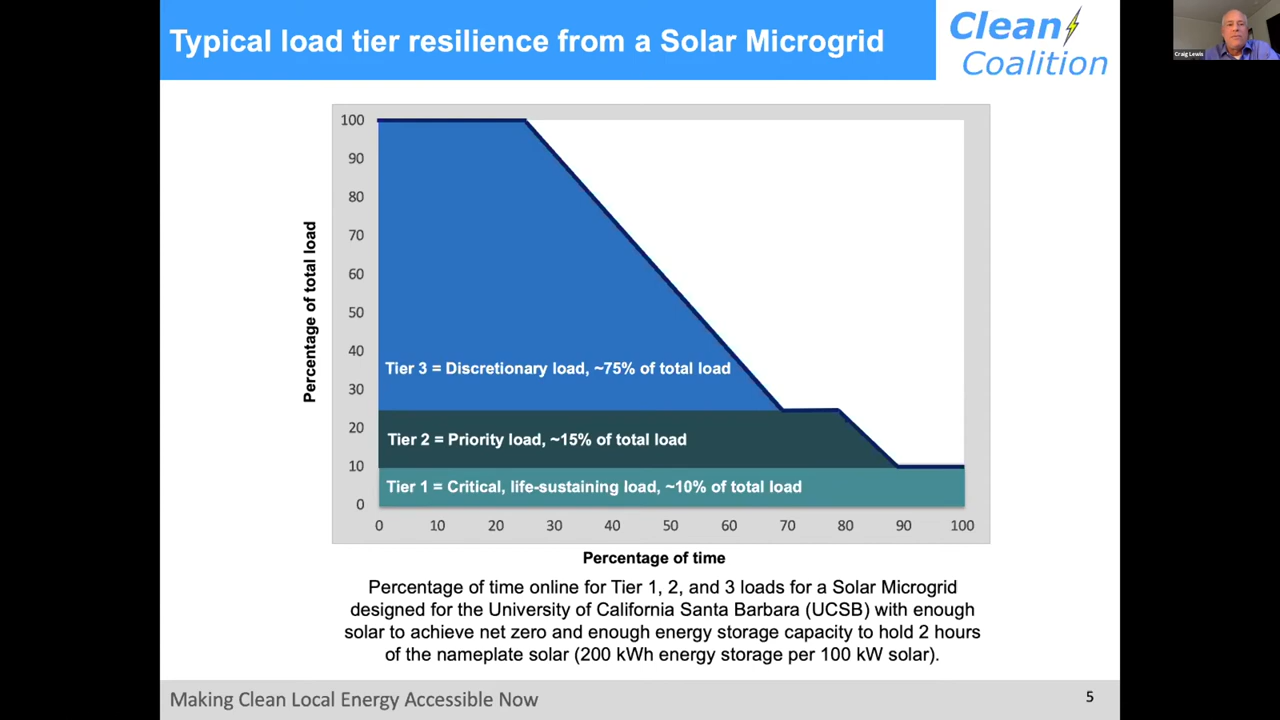 Typical load tier resilience from a Solar Microgrid
Clean
Coalition
Craig Lewis
Percentage of total load
100
90
80
70
60
50
40
30
20
10
0
Tier 3 = Discretionary load, ~75% of total load
Tier 2 = Priority load, ~15% of total load
Tier 1 = Critical, life-sustaining load, ~10% of total load
0 10 20 30 40 50 60 70 80 90 100
Percentage of time
Percentage of time online for Tier 1, 2, and 3 loads for a Solar Microgrid
designed for the University of California Santa Barbara (UCSB) with enough
solar to achieve net zero and enough energy storage capacity to hold 2 hours
of the nameplate solar (200 kWh energy storage per 100 kW solar).
Making Clean Local Energy Accessible Now
5